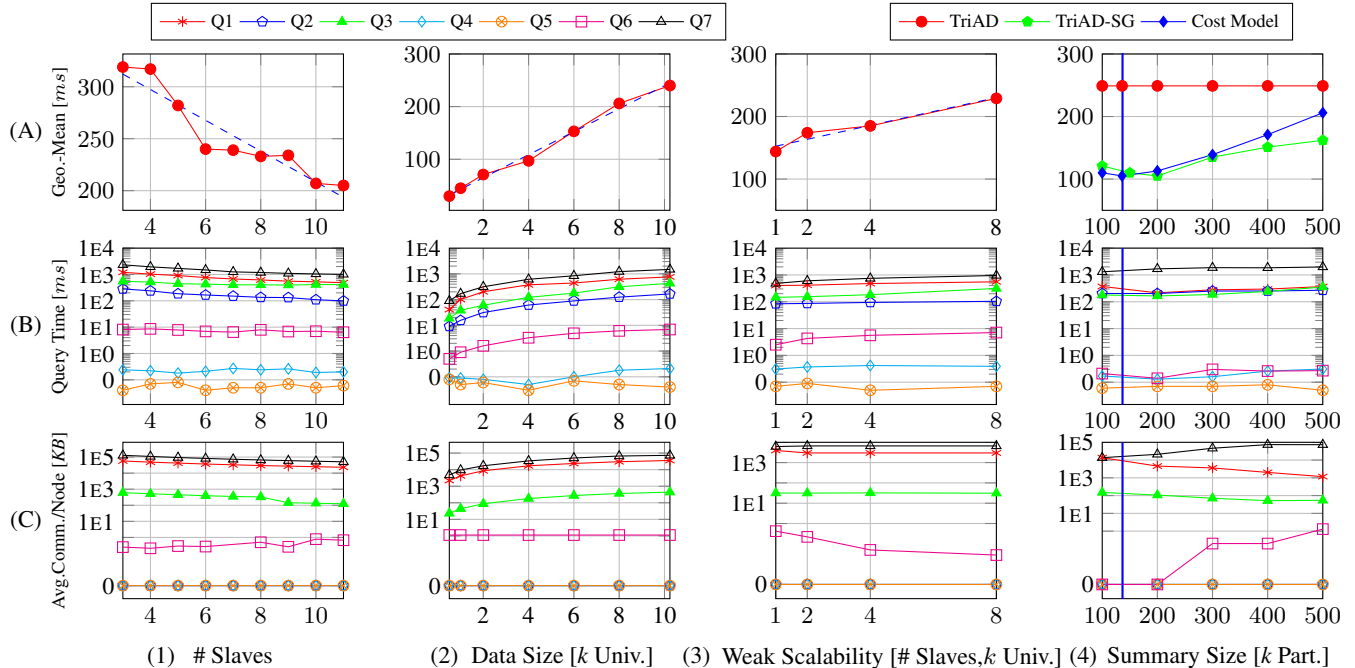 Q1 Q2 Q3 Q4 Q5 Q6 Q7
TriAD TriAD-SG Cost Model
(A)
Geo.-Mean [ms]
300
250
200
4 6 8 10
300
200
100
2 4 6 8 10
300
200
100
1 2 4 8
300
200
100
100 200 300 400 500
(B)
Query Time [ms]
1E4
1E3
1E2
1E1
1E0
0
4 6 8 10
1E4
1E3
1E2
1E1
1E0
0
2 4 6 8 10
1E4
1E3
1E2
1E1
1E0
0
1 2 4 8
1E4
1E3
1E2
1E1
1E0
0
100 200 300 400 500
(C)
Avg.Comm./Node [KB]
1E5
1E3
1E1
0
4 6 8 10
1E5
1E3
1E1
0
2 4 6 8 10
1E3
1E1
0
1 2 4 8
1E5
1E3
1E1
0
100 200 300 400 500
(1) # Slaves
(2) Data Size [k Univ.]
(3) Weak Scalability [# Slaves,k Univ.]
(4) Summary Size [k Part.]